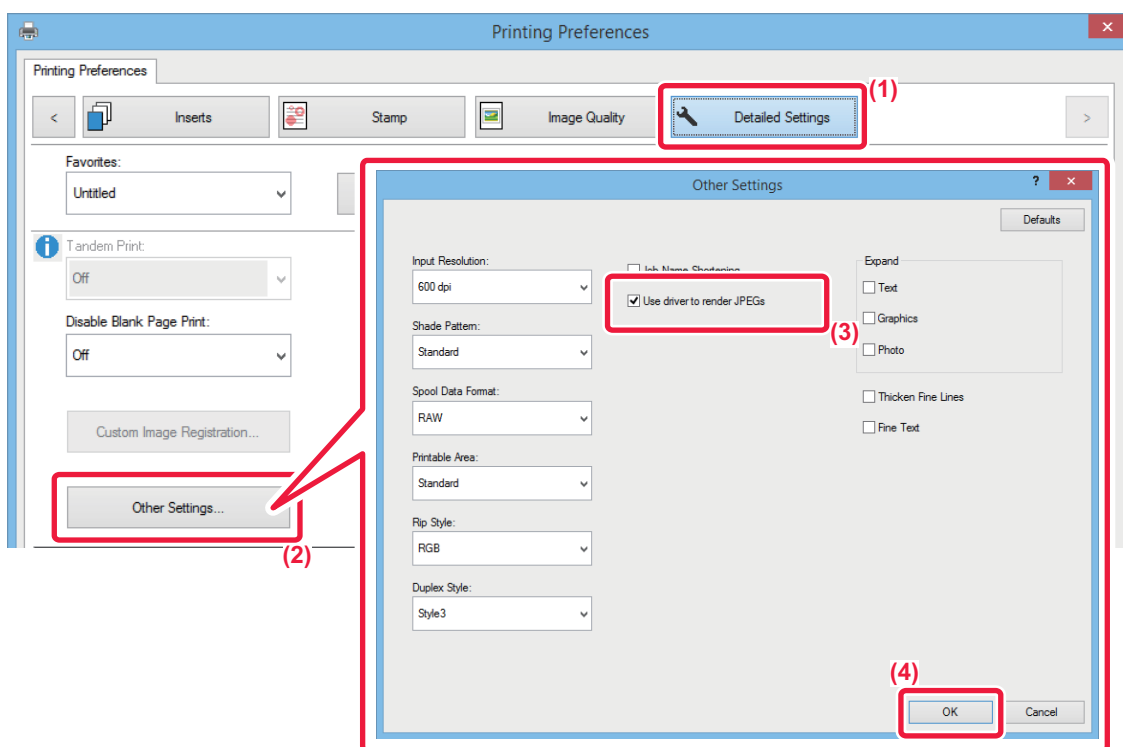 Printing Preferences
Printing Preferences
(1)
< Inserts Stamp Image Quality Detailed Settings >
Favorites:
Untitled
Tandem Print:
Off
Disable Blank Page Print:
Off
Custom Image Registration...
Other Settings...
(2)
Other Settings ?
Defaults
Input Resolution:
600 dpi
Shade Pattern:
Standard
Spool Data Format:
RAW
Printable Area:
Standard
Rip Style:
RGB
Duplex Style:
Style3
Job Name Shortening
Use driver to render JPEGs
(3)
Expand
Text
Graphics
Photo
Thicken Fine Lines
Fine Text
(4)
OK Cancel